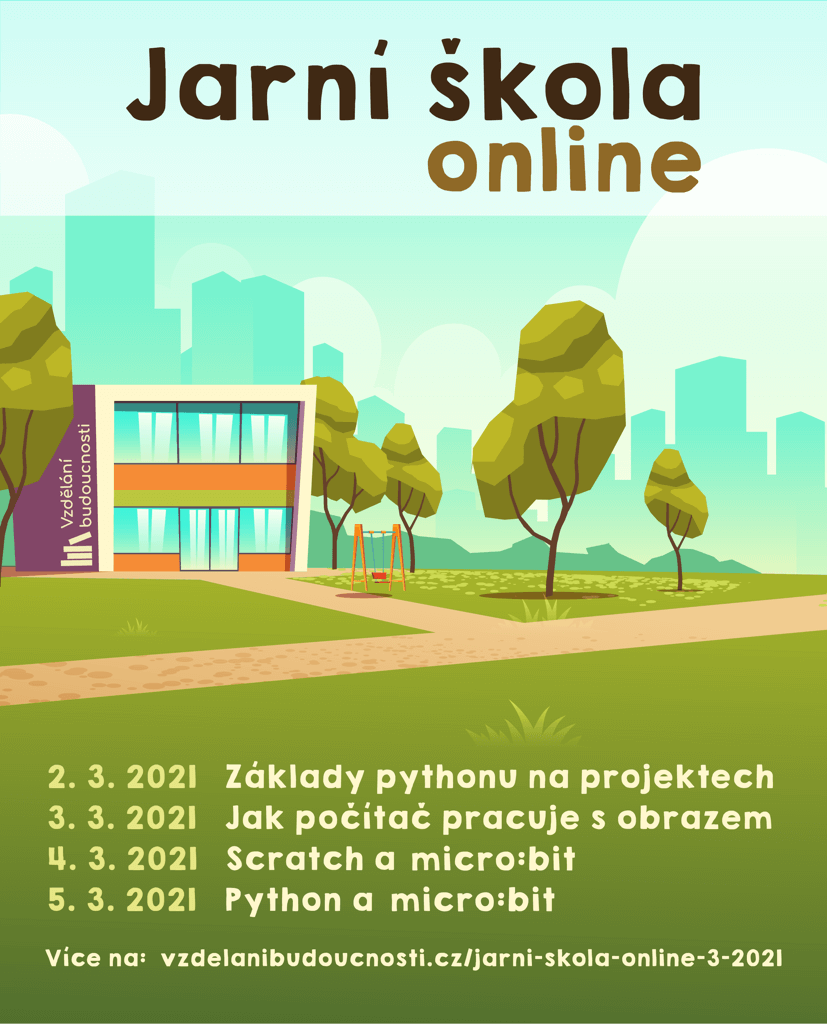 Jarní škola
online
Vzdělání
budoucnosti
2. 3. 2021 Základy pythonu na projektech
3. 3. 2021 Jak počítač pracuje s obrazem
4. 3. 2021 Scratch a micro:bit
5. 3. 2021 Python a micro:bit
Více na: vzdelanibudoucnosti.cz/jarni-skola-online-3-2021